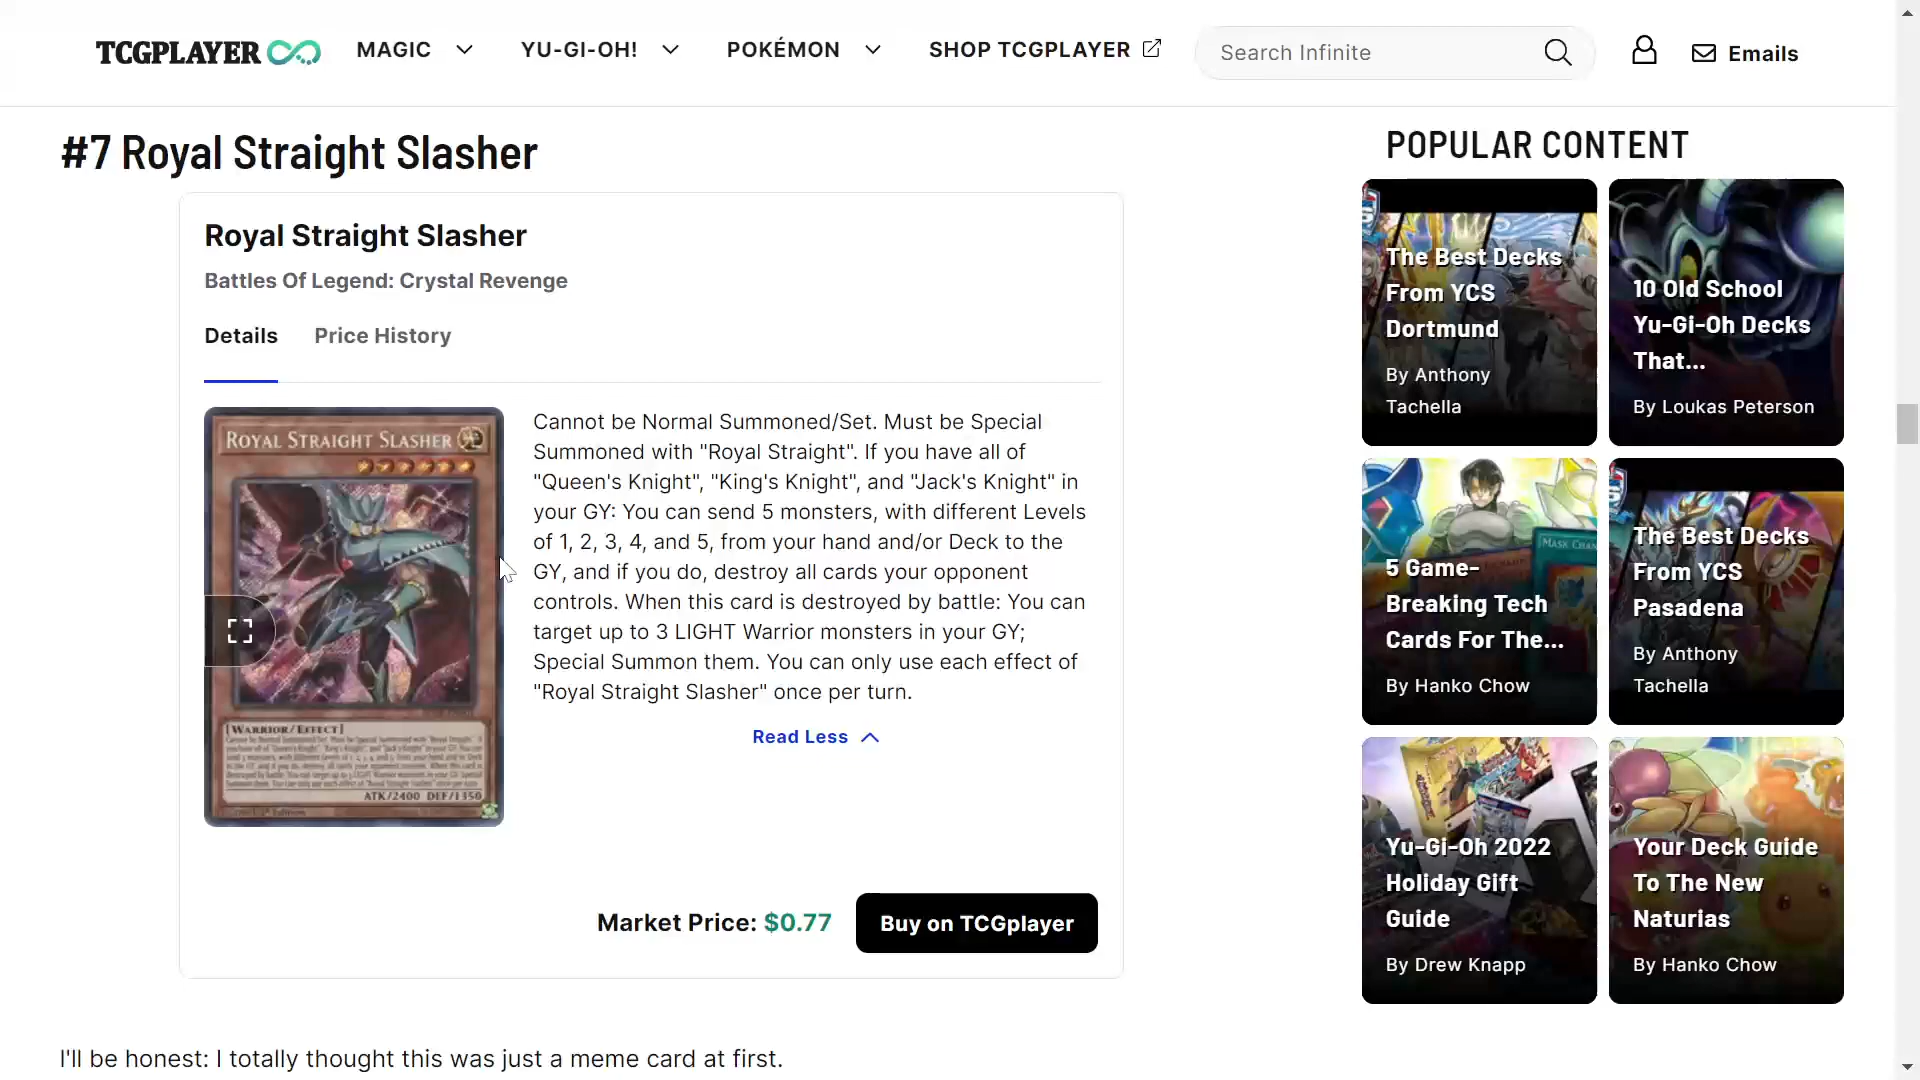 TCGPLAYER
MAGIC
YU-GI-OH!
POKÉMON
SHOP TCGPLAYER
Search Infinite
Emails
#7 Royal Straight Slasher
Royal Straight Slasher
Battles Of Legend: Crystal Revenge
Details
Price History
ROYAL STRAIGHT SLASHER
[WARRIOR/EFFECT]
ATK/2400 DEF/1350
Cannot be Normal Summoned/Set. Must be Special
Summoned with "Royal Straight". If you have all of
"Queen's Knight", "King's Knight", and "Jack's Knight" in
your GY: You can send 5 monsters, with different Levels
of 1, 2, 3, 4, and 5, from your hand and/or Deck to the
GY, and if you do, destroy all cards your opponent
controls. When this card is destroyed by battle: You can
target up to 3 LIGHT Warrior monsters in your GY;
Special Summon them. You can only use each effect of
"Royal Straight Slasher" once per turn.
Read Less
Market Price: $0.77
Buy on TCGplayer
I'll be honest: I totally thought this was just a meme card at first.
POPULAR CONTENT
The Best Decks
From YCS
Dortmund
By Anthony
Tachella
10 Old School
Yu-Gi-Oh Decks
That...
By Loukas Peterson
5 Game-
Breaking Tech
Cards For The...
By Hanko Chow
The Best Decks
From YCS
Pasadena
By Anthony
Tachella
Yu-Gi-Oh 2022
Holiday Gift
Guide
By Drew Knapp
Your Deck Guide
To The New
Naturias
By Hanko Chow